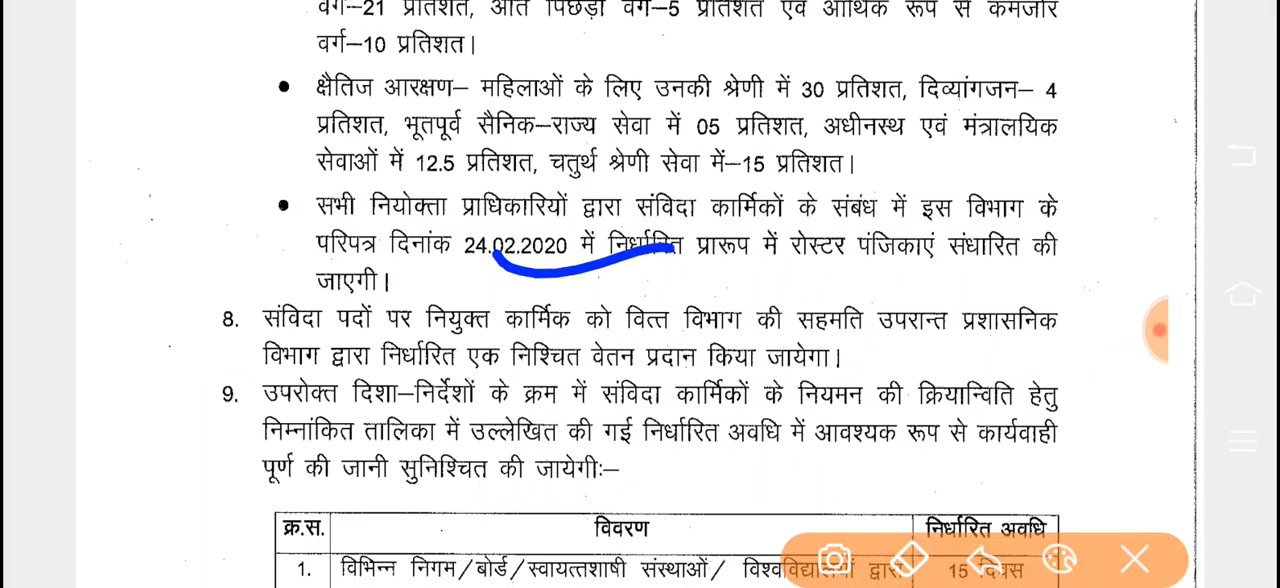 वर्ग–21 प्रतिशत, अति पिछड़ा वर्ग–5 प्रतिशत एवं आर्थिक रूप से कमजोर
वर्ग–10 प्रतिशत।
• क्षैतिज आरक्षण– महिलाओं के लिए उनकी श्रेणी में 30 प्रतिशत, दिव्यांगजन– 4
प्रतिशत, भूतपूर्व सैनिक–राज्य सेवा में 05 प्रतिशत, अधीनस्थ एवं मंत्रालयिक
सेवाओं में 12.5 प्रतिशत, चतुर्थ श्रेणी सेवा में–15 प्रतिशत।
• सभी नियोक्ता प्राधिकारियों द्वारा संविदा कार्मिकों के संबंध में इस विभाग के
परिपत्र दिनांक 24.02.2020 में निर्धारित प्रारूप में रोस्टर पंजिकाएं संधारित की
जाएगी।
8. संविदा पदों पर नियुक्त कार्मिक को वित्त विभाग की सहमति उपरान्त प्रशासनिक
विभाग द्वारा निर्धारित एक निश्चित वेतन प्रदान किया जायेगा।
9. उपरोक्त दिशा–निर्देशों के क्रम में संविदा कार्मिकों के नियमन की क्रियान्विति हेतु
निम्नांकित तालिका में उल्लेखित की गई निर्धारित अवधि में आवश्यक रूप से कार्यवाही
पूर्ण की जानी सुनिश्चित की जायेगीः–
क्र.स. विवरण निर्धारित अवधि
1. विभिन्न निगम/बोर्ड/स्वायत्तशाषी संस्थाओं/ विश्वविद्यालयों द्वारा 15 दिवस